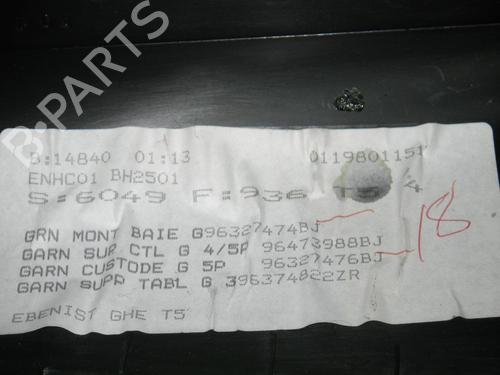 B-PARTS
B:14840 01:13 0119801151
ENHC01 BH2501
S:6049 F:936 T5 4
GRN MONT BAIE G96327474BJ
GARN SUP CTL G 4/5P 96473988BJ
GARN CUSTODE G 5P 96327476BJ
GARN SUPP TABL G 396374822ZR
EBENIST GHE T5
18